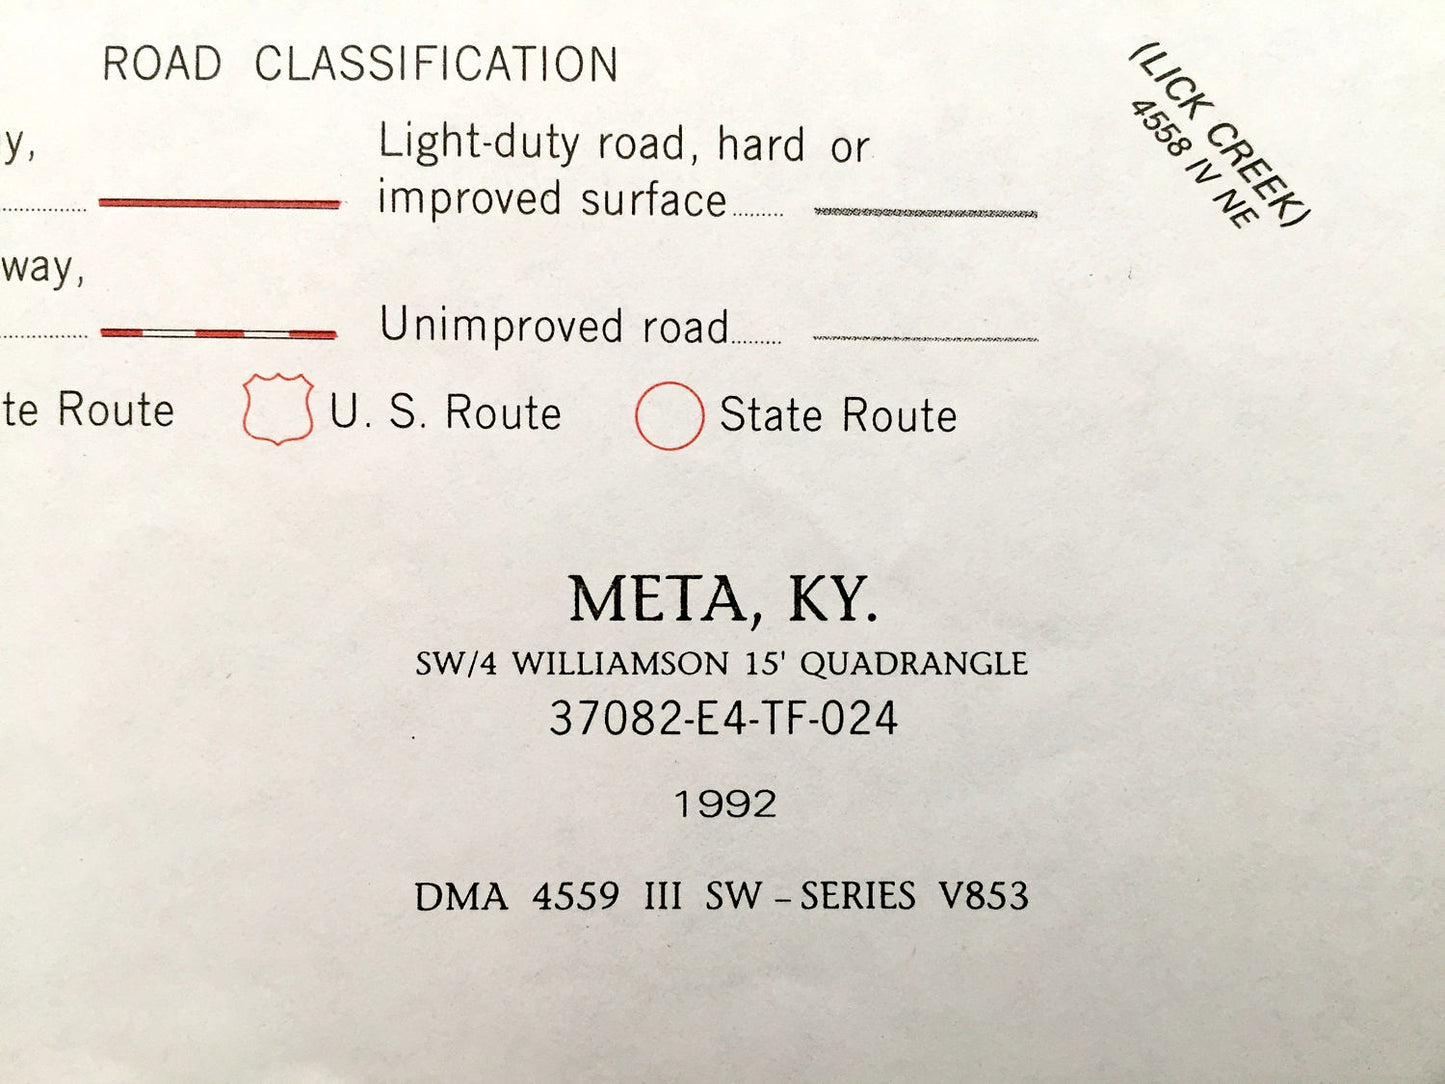 ROAD CLASSIFICATION
y,
Light-duty road, hard or
improved surface
way,
Unimproved road
te Route
U. S. Route
State Route
(LICK CREEK)
4558 IV NE
META, KY.
SW/4 WILLIAMSON 15' QUADRANGLE
37082-E4-TF-024
1992
DMA 4559 III SW – SERIES V853